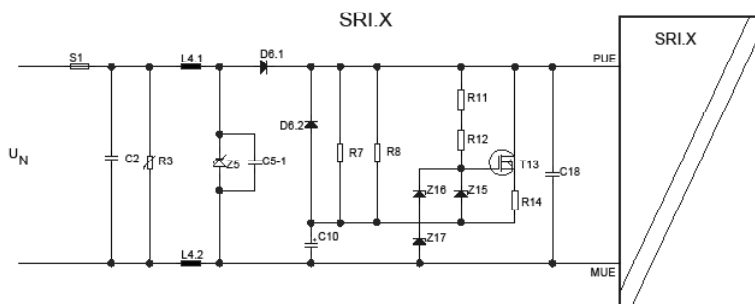 SRI.X
SRI.X
S1
L4.1
D6.1
PUE
R11
D6.2
R12
U_N
C2
R3
Z5
C5-1
R7
R8
T13
C18
Z16
Z15
R14
C10
Z17
L4.2
MUE